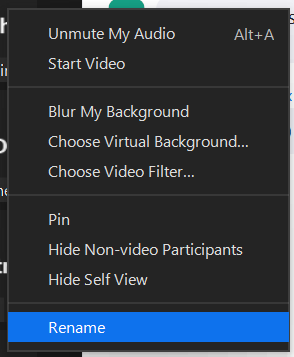 Unmute My Audio Alt+A
Start Video
Blur My Background
Choose Virtual Background...
Choose Video Filter...
Pin
Hide Non-video Participants
Hide Self View
Rename